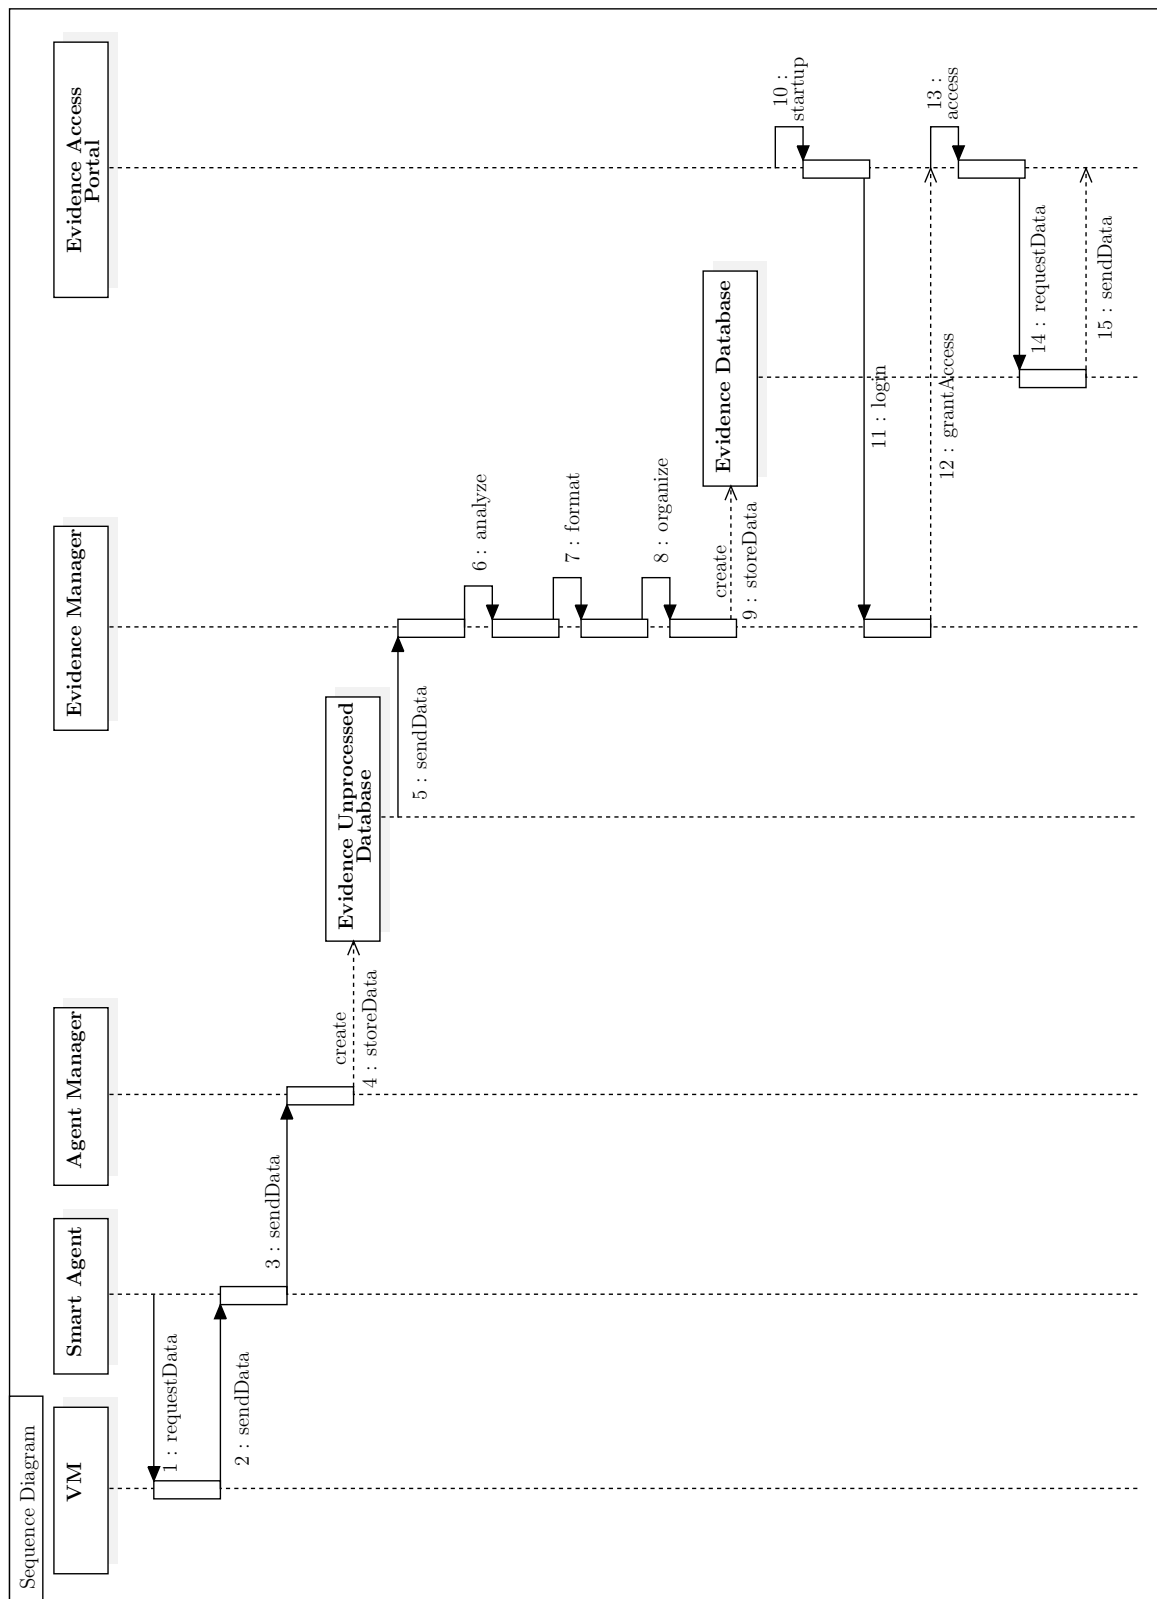 Sequence Diagram
VM
Smart Agent
Agent Manager
Evidence Manager
Evidence Access
Portal
1 : requestData
2 : sendData
3 : sendData
create
4 : storeData
Evidence Unprocessed
Database
5 : sendData
6 : analyze
7 : format
8 : organize
create
9 : storeData
Evidence Database
10 :
startup
11 : login
12 : grantAccess
13 :
access
14 : requestData
15 : sendData